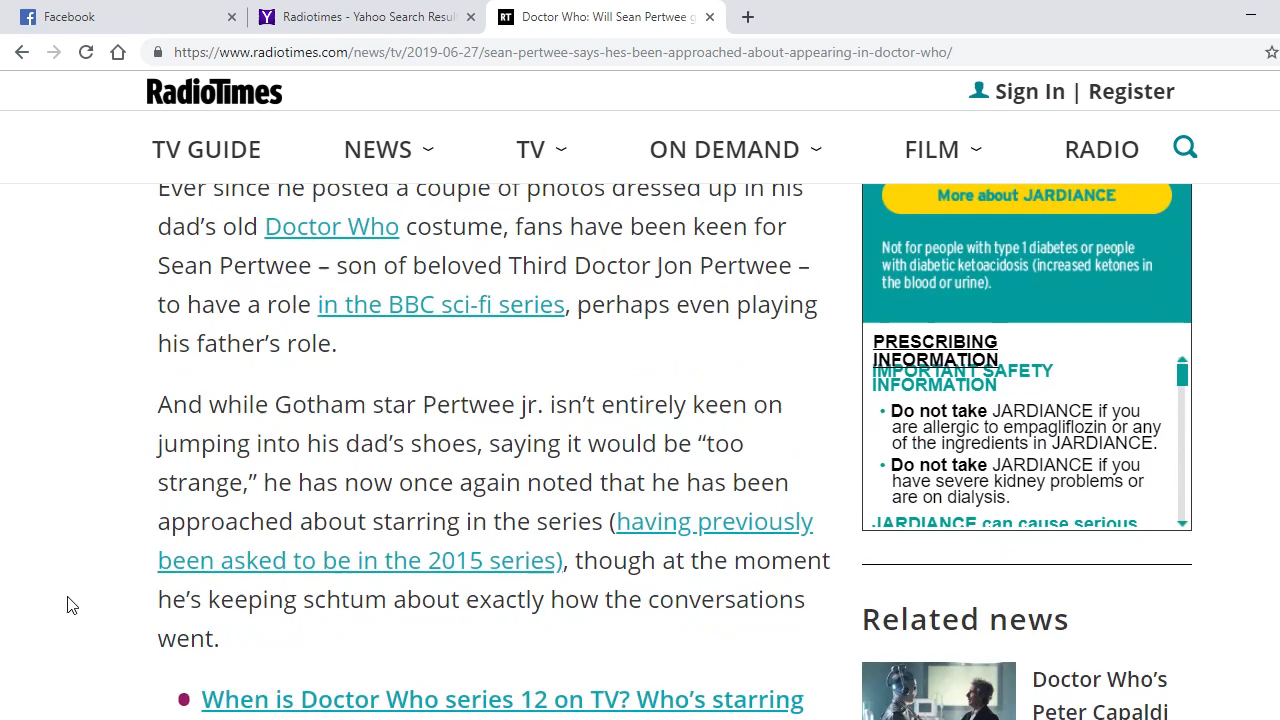 Facebook
Radiotimes - Yahoo Search Resul
RT Doctor Who: Will Sean Pertwee g
https://www.radiotimes.com/news/tv/2019-06-27/sean-pertwee-says-hes-been-approached-about-appearing-in-doctor-who/
RadioTimes
Sign In | Register
TV GUIDE NEWS TV ON DEMAND FILM RADIO
Ever since he posted a couple of photos dressed up in his
dad’s old Doctor Who costume, fans have been keen for
Sean Pertwee – son of beloved Third Doctor Jon Pertwee –
to have a role in the BBC sci-fi series, perhaps even playing
his father’s role.
And while Gotham star Pertwee jr. isn’t entirely keen on
jumping into his dad’s shoes, saying it would be “too
strange,” he has now once again noted that he has been
approached about starring in the series (having previously
been asked to be in the 2015 series), though at the moment
he’s keeping schtum about exactly how the conversations
went.
• When is Doctor Who series 12 on TV? Who’s starring
More about JARDIANCE
Not for people with type 1 diabetes or people
with diabetic ketoacidosis (increased ketones in
the blood or urine).
PRESCRIBING
INFORMATION
IMPORTANT SAFETY
INFORMATION
• Do not take JARDIANCE if you
are allergic to empagliflozin or any
of the ingredients in JARDIANCE.
• Do not take JARDIANCE if you
have severe kidney problems or
are on dialysis.
JARDIANCE can cause serious
Related news
Doctor Who’s
Peter Capaldi